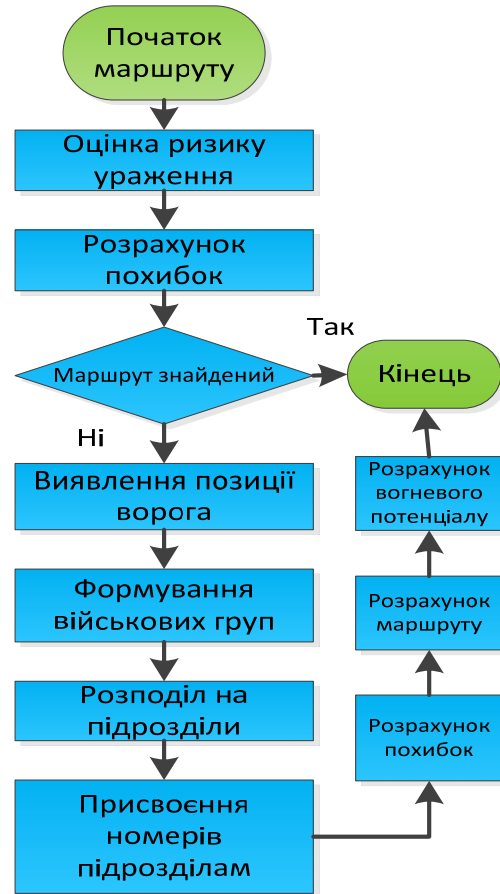 Початок
маршруту
Оцінка ризику
ураження
Розрахунок
похибок
Маршрут знайдений
Так
Кінець
Ні
Виявлення позиції
ворога
Формування
військових груп
Розподіл на
підрозділи
Присвоєння
номерів
підрозділам
Розрахунок
похибок
Розрахунок
маршруту
Розрахунок
вогневого
потенціалу